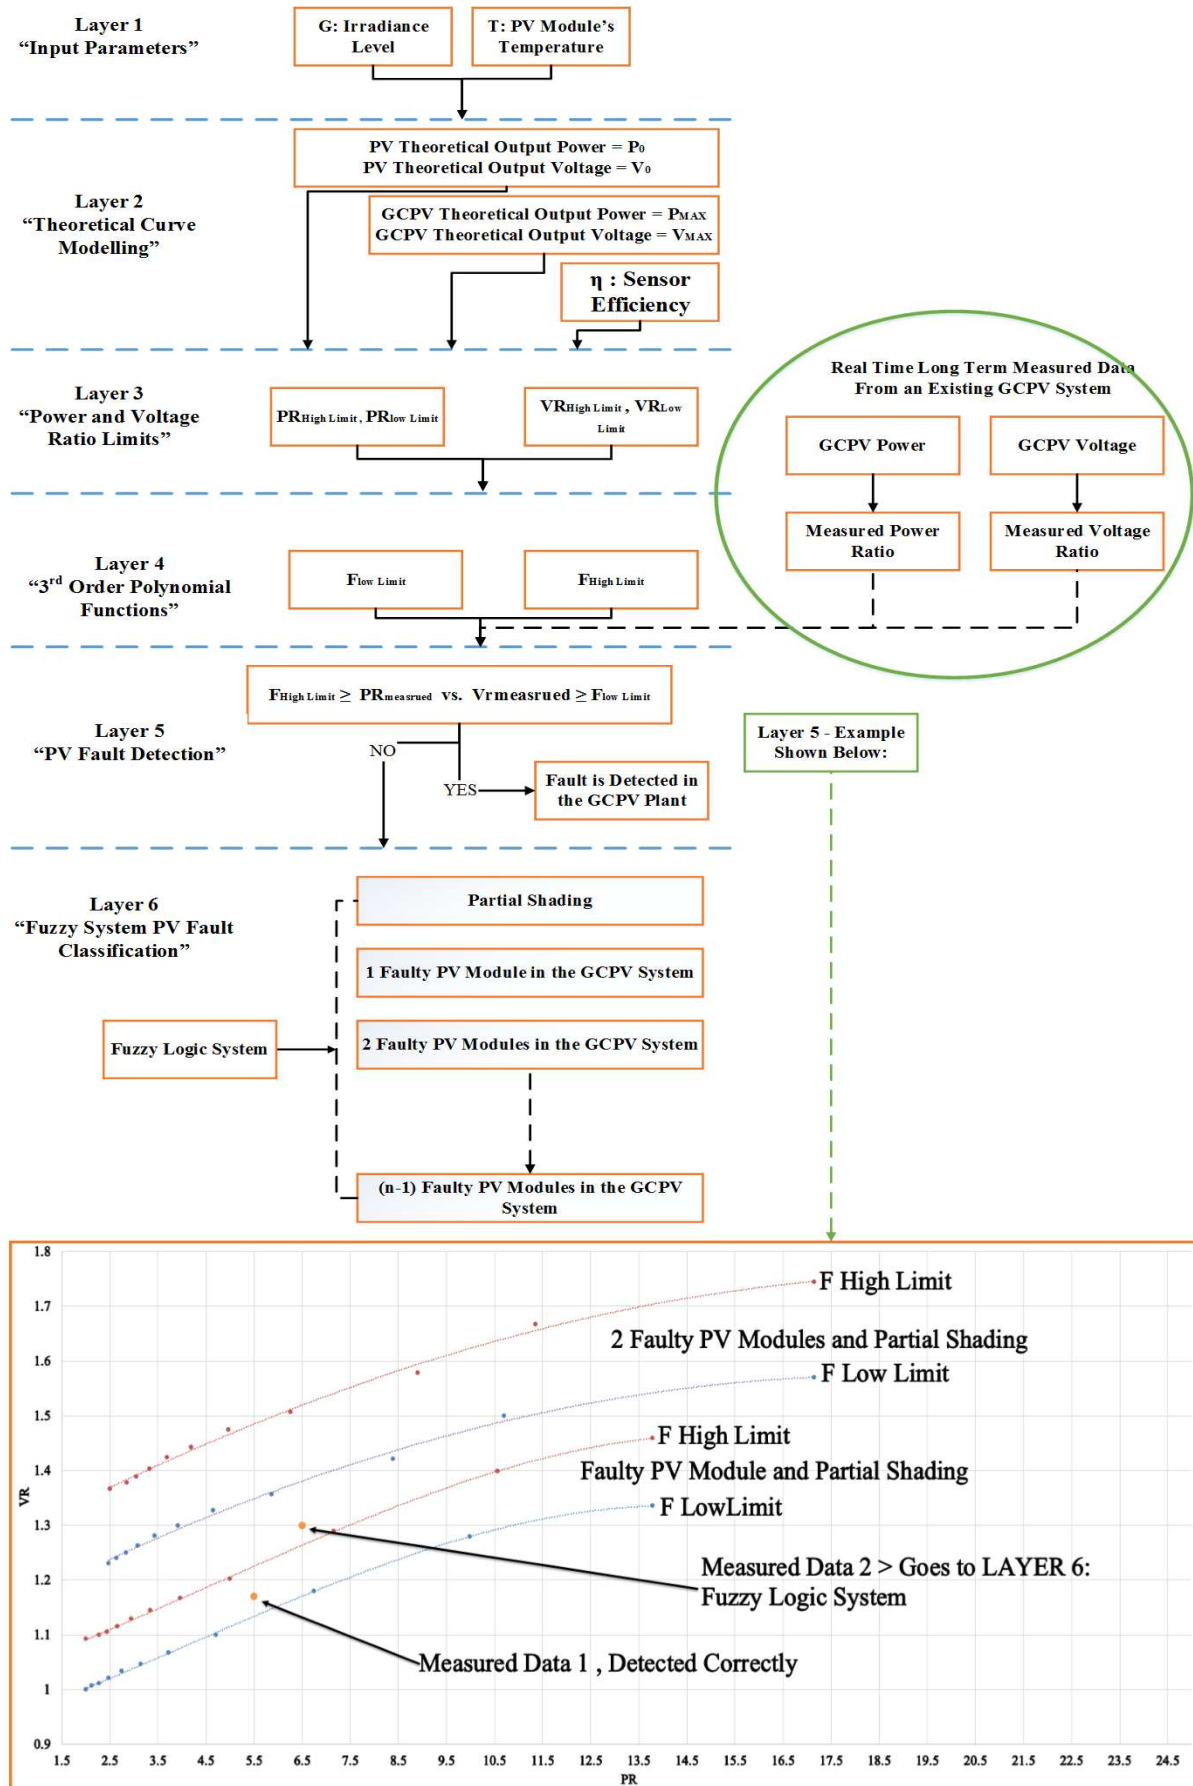 Layer 1
“Input Parameters”
G: Irradiance
Level
T: PV Module’s
Temperature
Layer 2
“Theoretical Curve
Modelling”
PV Theoretical Output Power = P0
PV Theoretical Output Voltage = V0
GCPV Theoretical Output Power = PMAX
GCPV Theoretical Output Voltage = VMAX
η : Sensor
Efficiency
Layer 3
“Power and Voltage
Ratio Limits”
PRHigh Limit , PRlow Limit
VRHigh Limit , VRLow
Limit
Real Time Long Term Measured Data
From an Existing GCPV System
GCPV Power
GCPV Voltage
Measured Power
Ratio
Measured Voltage
Ratio
Layer 4
“3rd Order Polynomial
Functions”
Flow Limit
FHigh Limit
Layer 5
“PV Fault Detection”
FHigh Limit ≥ PRmeasrued vs. Vrmeasrued ≥ Flow Limit
NO
YES
Fault is Detected in
the GCPV Plant
Layer 5 - Example
Shown Below:
Layer 6
“Fuzzy System PV Fault
Classification”
Partial Shading
1 Faulty PV Module in the GCPV System
Fuzzy Logic System
2 Faulty PV Modules in the GCPV System
(n-1) Faulty PV Modules in the GCPV
System
1.8
1.7
1.6
1.5
1.4
1.3
1.2
1.1
1
0.9
VR
F High Limit
2 Faulty PV Modules and Partial Shading
F Low Limit
F High Limit
Faulty PV Module and Partial Shading
F LowLimit
Measured Data 2 > Goes to LAYER 6:
Fuzzy Logic System
Measured Data 1 , Detected Correctly
1.5 2.5 3.5 4.5 5.5 6.5 7.5 8.5 9.5 10.5 11.5 12.5 13.5 14.5 15.5 16.5 17.5 18.5 19.5 20.5 21.5 22.5 23.5 24.5
PR